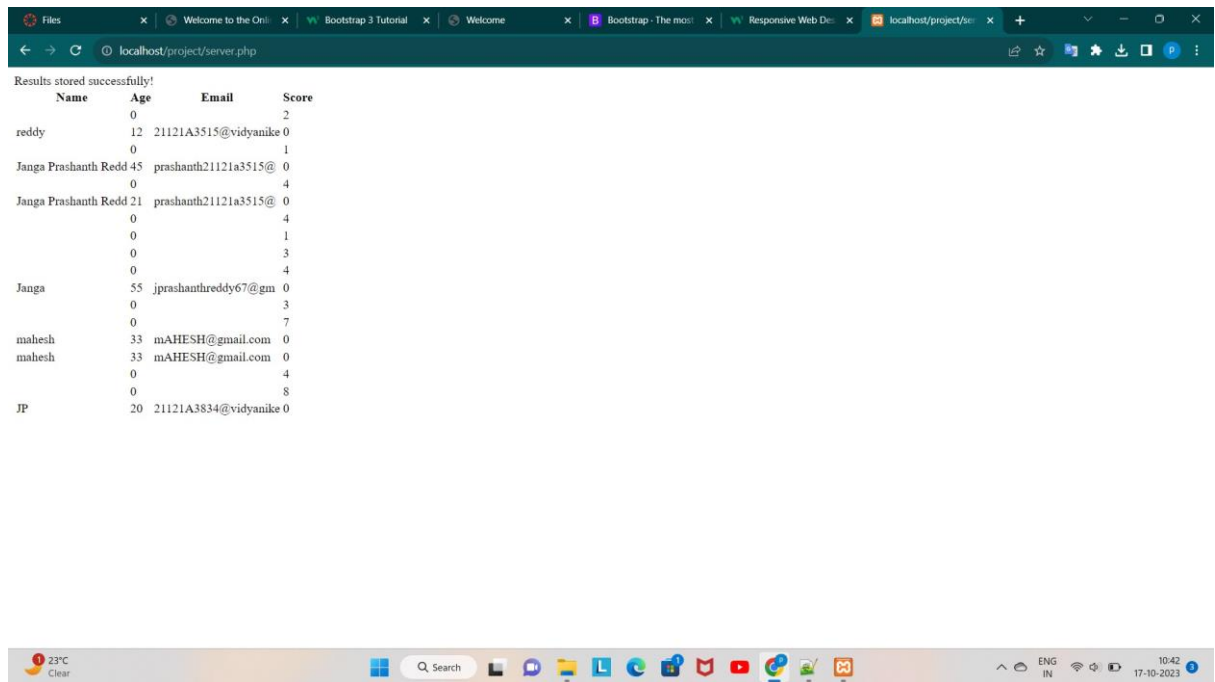 Files
Welcome to the Onli
Bootstrap 3 Tutorial
Welcome
B Bootstrap · The most
Responsive Web Des
localhost/project/ser
localhost/project/server.php
Results stored successfully!
Name Age Email Score
0 2
reddy 12 21121A3515@vidyanike 0
0 1
Janga Prashanth Redd 45 prashanth21121a3515@ 0
0 4
Janga Prashanth Redd 21 prashanth21121a3515@ 0
0 4
0 1
0 3
0 4
Janga 55 jprashanthreddy67@gm 0
0 3
0 7
mahesh 33 mAHESH@gmail.com 0
mahesh 33 mAHESH@gmail.com 0
0 4
0 8
JP 20 21121A3834@vidyanike 0
1 23°C
Clear
Search
L
ENG
IN
10:42
17-10-2023
3